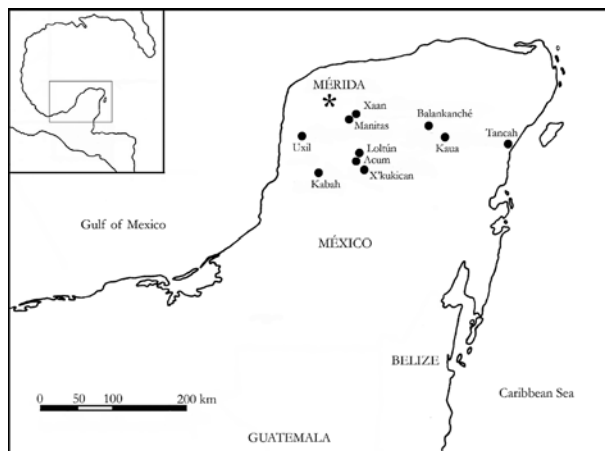 MÉRIDA
*
Xaan
Manitas
Balankanché
Tancah
Uxil
Loltún
Kaua
Acum
Kabah
X'kukican
Gulf of Mexico
MÉXICO
BELIZE
Caribbean Sea
0 50 100 200 km
GUATEMALA